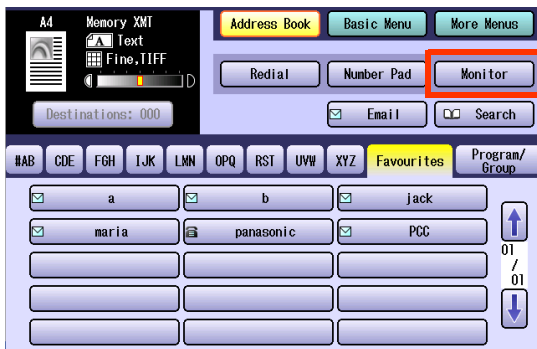 A4 Memory XMT
A Text
Fine,TIFF
D
Destinations: 000
Address Book Basic Menu More Menus
Redial Number Pad Monitor
Email Search
#AB CDE FGH IJK LMN OPQ RST UVW XYZ Favourites Program/
Group
a b jack
maria panasonic PCC
01
/
01